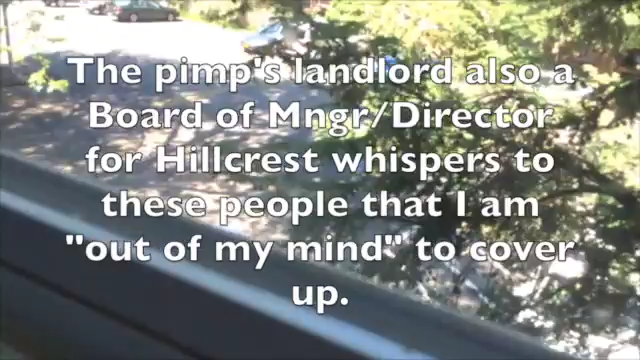 The pimp's landlord also a
Board of Mngr/Director
for Hillcrest whispers to
these people that I am
"out of my mind" to cover
up.